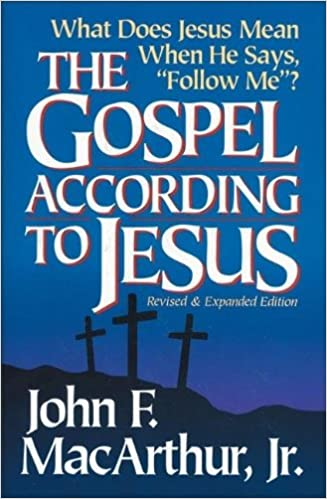 What Does Jesus Mean
When He Says,
“Follow Me”?
THE
GOSPEL
ACCORDING
TO JESUS
Revised & Expanded Edition
John F.
MacArthur, Jr.